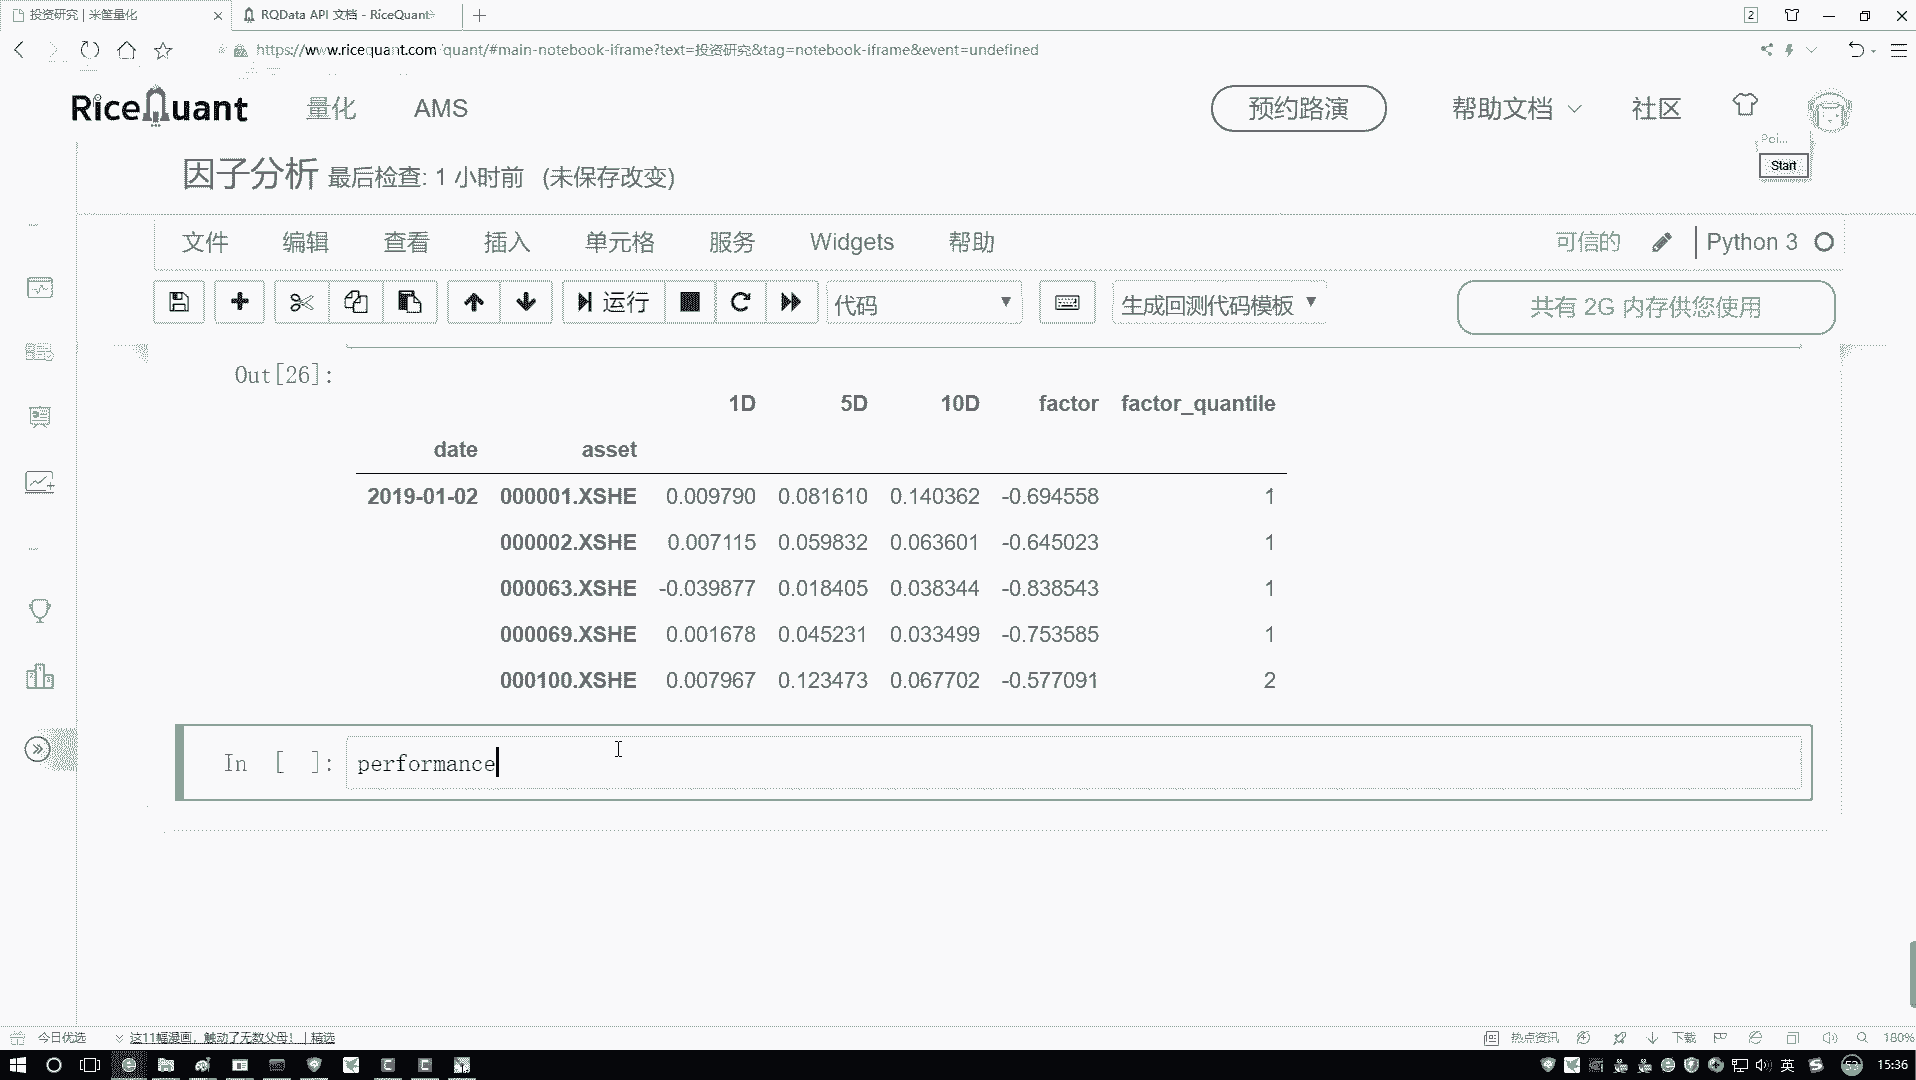 投资研究 | 米筐量化
RQData API 文档 - RiceQuant
2
https://www.ricequant.com/quant/#main-notebook-iframe?text=投资研究&tag=notebook-iframe&event=undefined
RiceQuant 量化 AMS 预约路演 帮助文档 社区
Poi...
Start
因子分析 最后检查: 1 小时前 (未保存改变)
文件 编辑 查看 插入 单元格 服务 Widgets 帮助 可信的 Python 3
运行 代码 生成回测代码模板 共有 2G 内存供您使用
Out[26]:
1D 5D 10D factor factor_quantile
date asset
2019-01-02 000001.XSHE 0.009790 0.081610 0.140362 -0.694558 1
000002.XSHE 0.007115 0.059832 0.063601 -0.645023 1
000063.XSHE -0.039877 0.018405 0.038344 -0.838543 1
000069.XSHE 0.001678 0.045231 0.033499 -0.753585 1
000100.XSHE 0.007967 0.123473 0.067702 -0.577091 2
In [ ]: performance
今日优选 这11幅漫画，触动了无数父母! | 精选 热点资讯 下载 180%
英 53 15:36